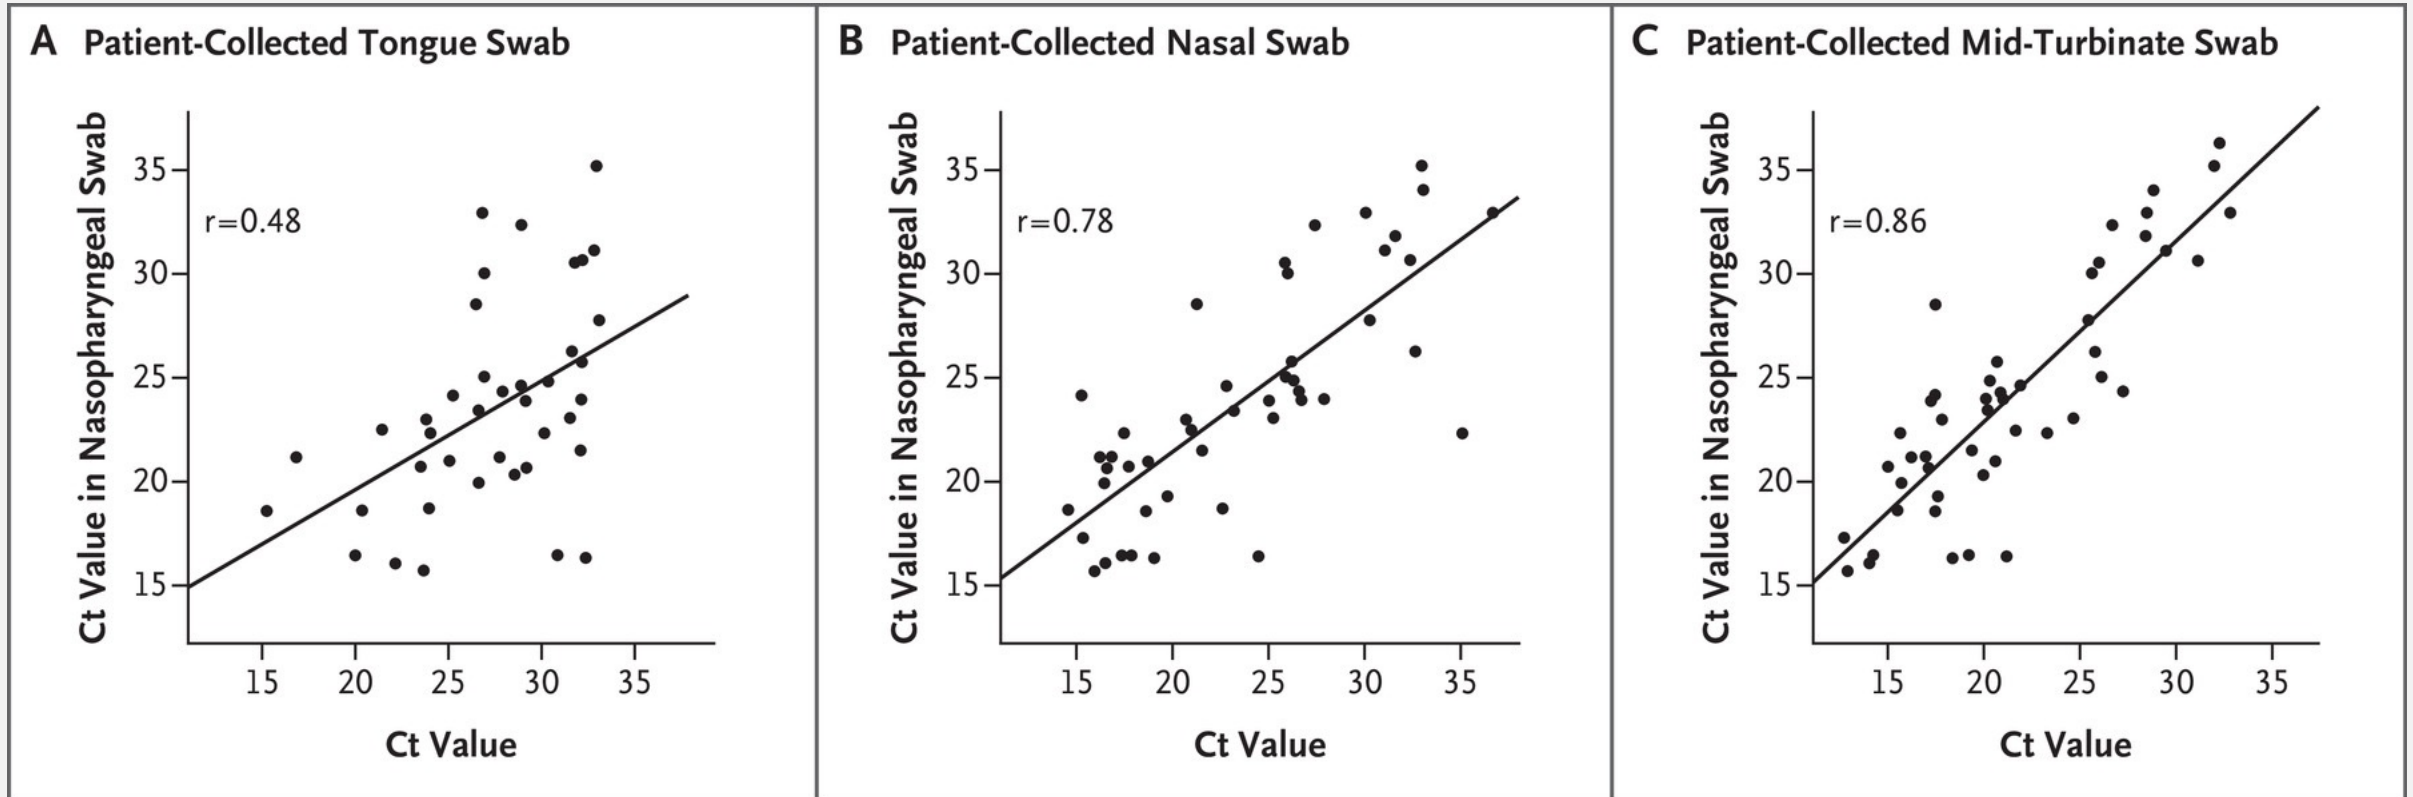 A Patient-Collected Tongue Swab
Ct Value in Nasopharyngeal Swab
35
30
25
20
15
r=0.48
15 20 25 30 35
Ct Value
B Patient-Collected Nasal Swab
Ct Value in Nasopharyngeal Swab
35
30
25
20
15
r=0.78
15 20 25 30 35
Ct Value
C Patient-Collected Mid-Turbinate Swab
Ct Value in Nasopharyngeal Swab
35
30
25
20
15
r=0.86
15 20 25 30 35
Ct Value